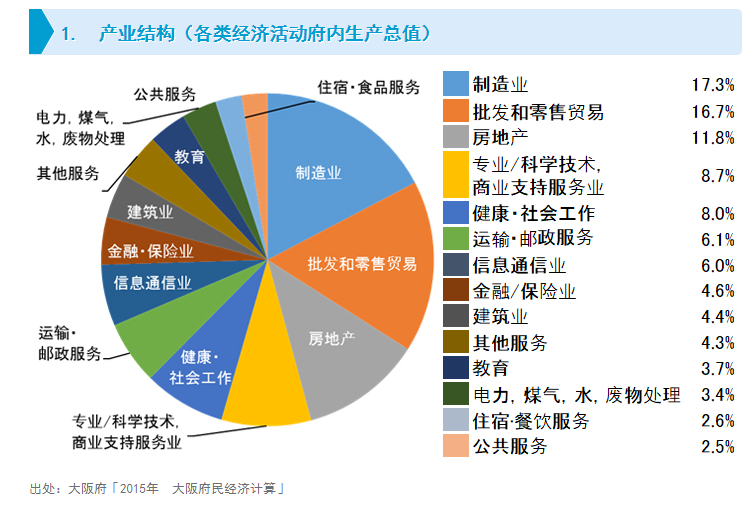 1. 产业结构（各类经济活动府内生产总值）
公共服务
住宿·食品服务
电力, 煤气,
水, 废物处理
教育
制造业
其他服务
建筑业
金融·保险业
批发和零售贸易
信息通信业
运输·
邮政服务
房地产
健康·
社会工作
专业/科学技术,
商业支持服务业
制造业 17.3%
批发和零售贸易 16.7%
房地产 11.8%
专业/科学技术,
商业支持服务业 8.7%
健康·社会工作 8.0%
运输·邮政服务 6.1%
信息通信业 6.0%
金融/保险业 4.6%
建筑业 4.4%
其他服务 4.3%
教育 3.7%
电力, 煤气, 水, 废物处理 3.4%
住宿·餐饮服务 2.6%
公共服务 2.5%
出处：大阪府「2015年　大阪府民经济计算」